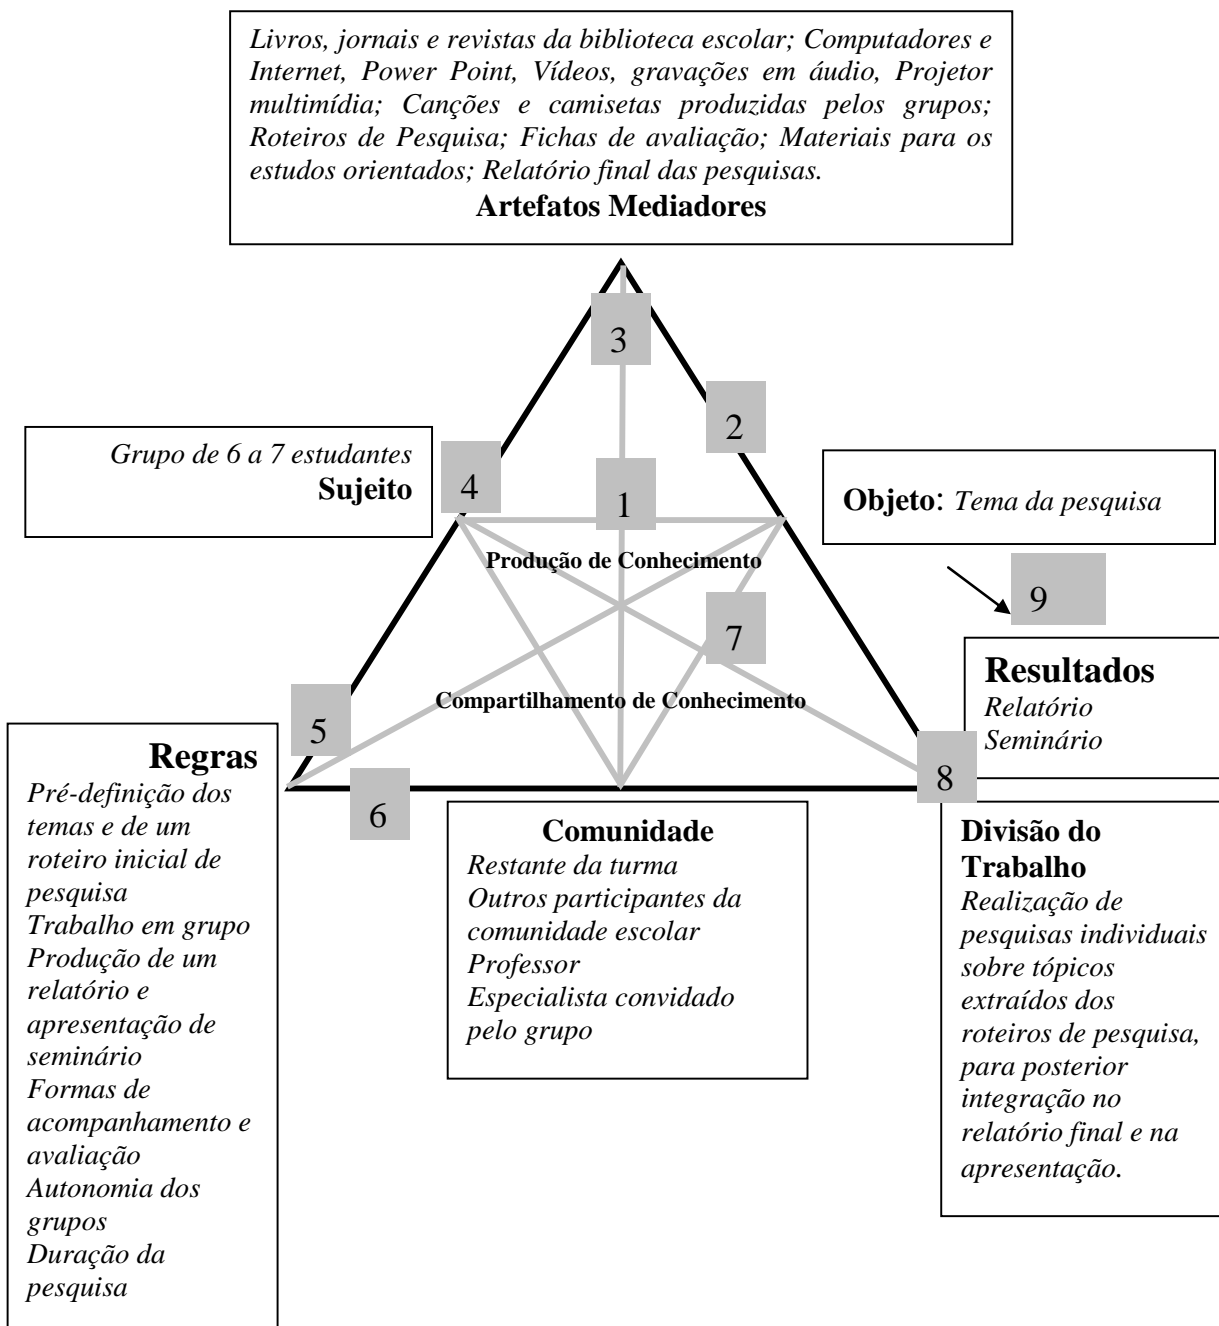 Livros, jornais e revistas da biblioteca escolar; Computadores e
Internet, Power Point, Vídeos, gravações em áudio, Projetor
multimídia; Canções e camisetas produzidas pelos grupos;
Roteiros de Pesquisa; Fichas de avaliação; Materiais para os
estudos orientados; Relatório final das pesquisas.
Artefatos Mediadores
3
2
Grupo de 6 a 7 estudantes
Sujeito
4
1
Objeto: Tema da pesquisa
Produção de Conhecimento
9
7
Resultados
Relatório
Seminário
Compartilhamento de Conhecimento
5
8
6
Regras
Pré-definição dos
temas e de um
roteiro inicial de
pesquisa
Trabalho em grupo
Produção de um
relatório e
apresentação de
seminário
Formas de
acompanhamento e
avaliação
Autonomia dos
grupos
Duração da
pesquisa
Comunidade
Restante da turma
Outros participantes da
comunidade escolar
Professor
Especialista convidado
pelo grupo
Divisão do
Trabalho
Realização de
pesquisas individuais
sobre tópicos
extraídos dos
roteiros de pesquisa,
para posterior
integração no
relatório final e na
apresentação.